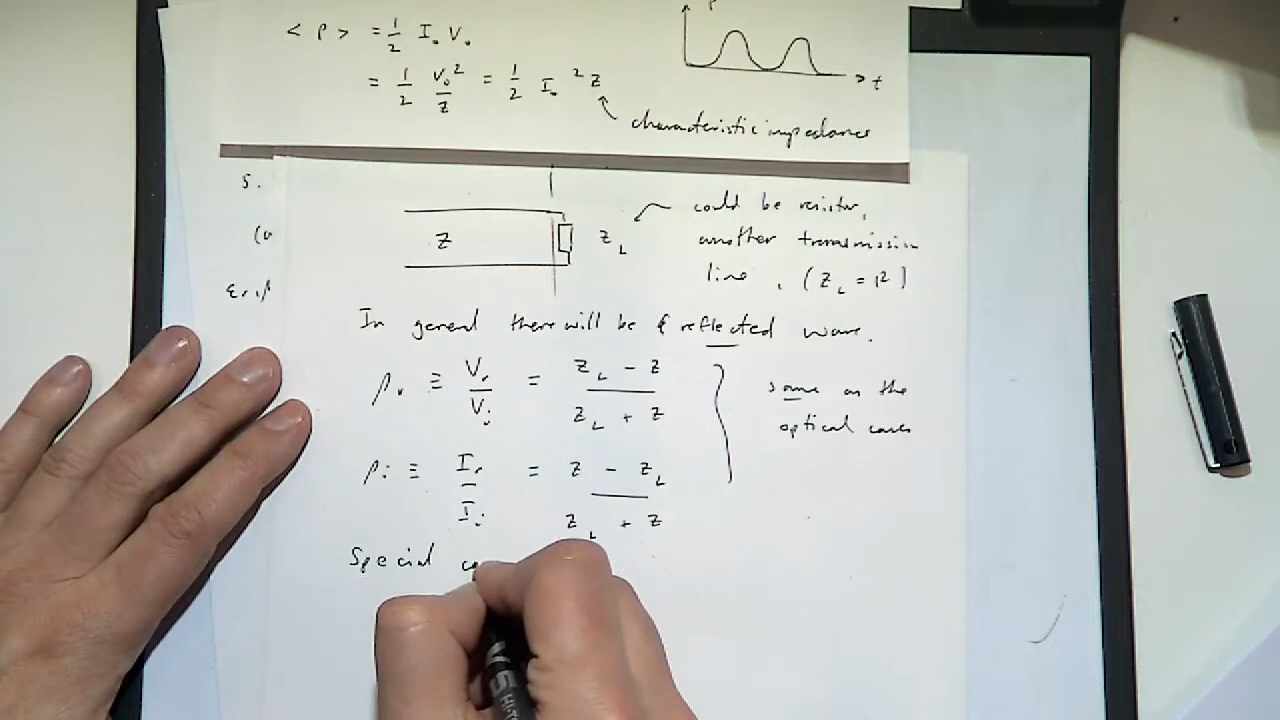 < P > = 1/2 I₀ V₀
= 1/2 V₀²/Z = 1/2 I₀² Z
P
t
characteristic impedance
5.
Z
Z_L
could be resistor,
another transmission
line, (Z_L = R)
In general there will be a reflected wave.
ρ_v ≡ V_r/V_i = (Z_L - Z)/(Z_L + Z)
same as the
optical cases
ρ_i ≡ I_r/I_i = (Z - Z_L)/(Z_L + Z)
Special